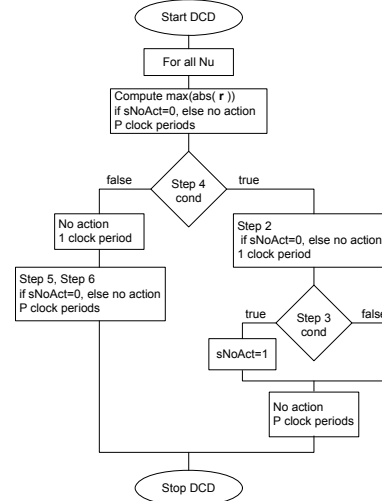 Start DCD
For all Nu
Compute max(abs( r ))
if sNoAct=0, else no action
P clock periods
Step 4
cond
false
true
No action
1 clock period
Step 2
if sNoAct=0, else no action
1 clock period
Step 5, Step 6
if sNoAct=0, else no action
P clock periods
Step 3
cond
true
false
sNoAct=1
No action
P clock periods
Stop DCD